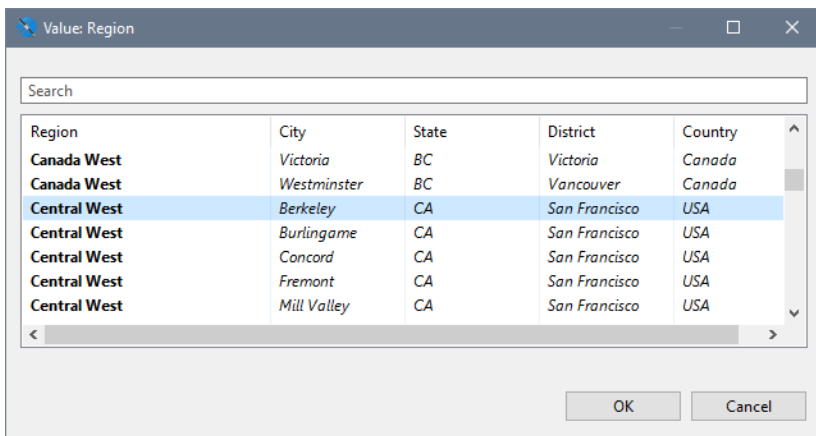 Value: Region
Search
Region City State District Country
Canada West Victoria BC Victoria Canada
Canada West Westminster BC Vancouver Canada
Central West Berkeley CA San Francisco USA
Central West Burlingame CA San Francisco USA
Central West Concord CA San Francisco USA
Central West Fremont CA San Francisco USA
Central West Mill Valley CA San Francisco USA
OK Cancel